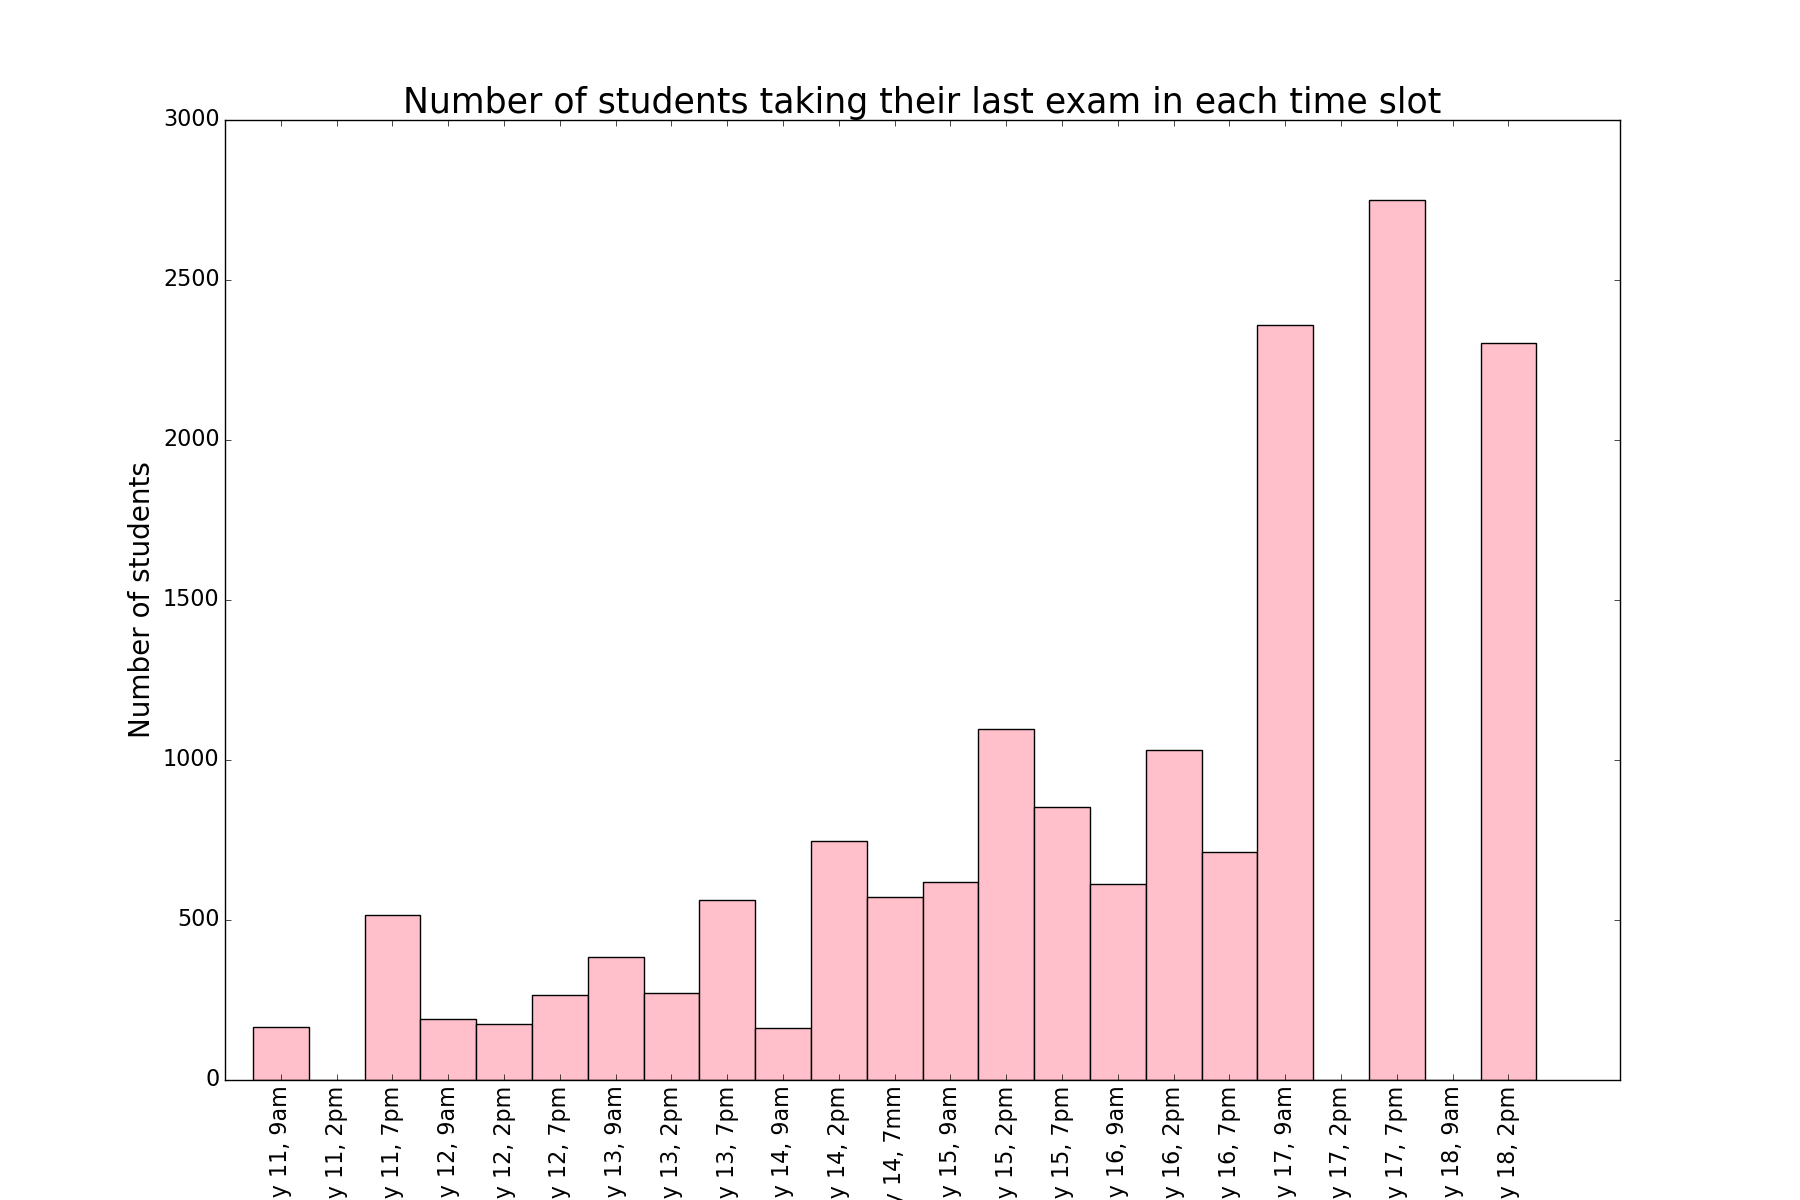 Number of students taking their last exam in each time slot
Number of students
3000
2500
2000
1500
1000
500
0
y 11, 9am
y 11, 2pm
y 11, 7pm
y 12, 9am
y 12, 2pm
y 12, 7pm
y 13, 9am
y 13, 2pm
y 13, 7pm
y 14, 9am
y 14, 2pm
y 14, 7mm
y 15, 9am
y 15, 2pm
y 15, 7pm
y 16, 9am
y 16, 2pm
y 16, 7pm
y 17, 9am
y 17, 2pm
y 17, 7pm
y 18, 9am
y 18, 2pm